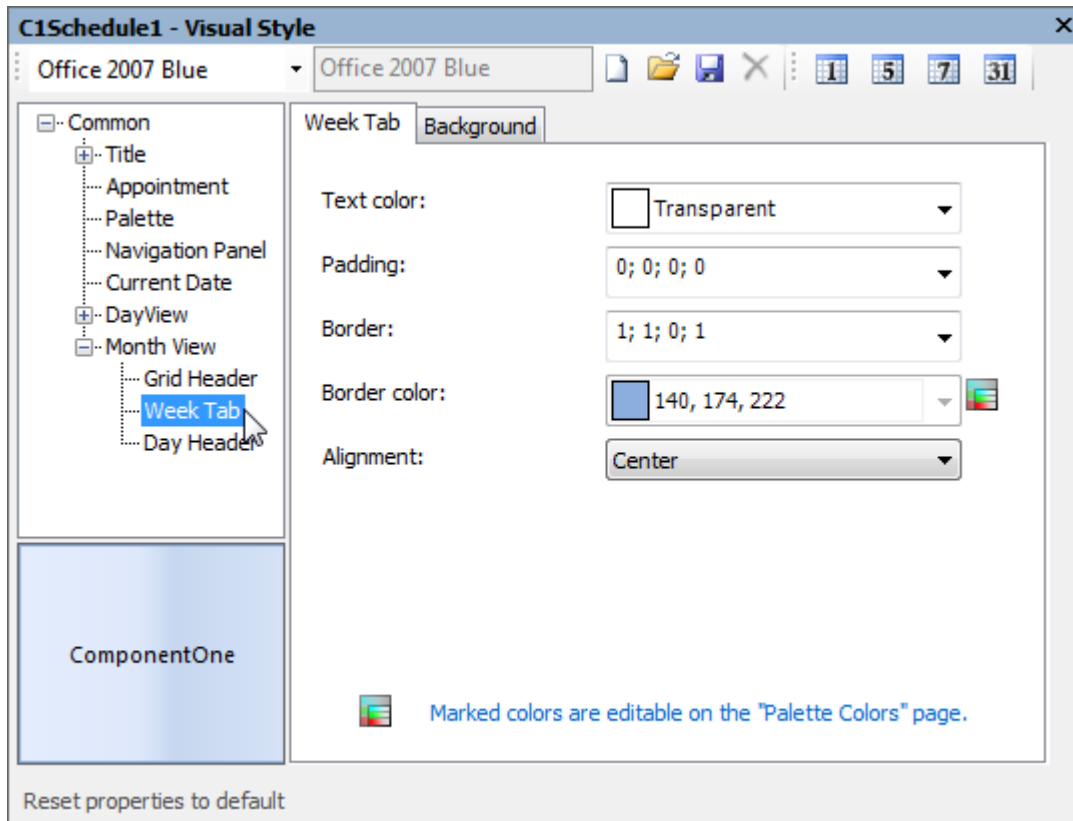 C1Schedule1 - Visual Style
Office 2007 Blue
Office 2007 Blue
1
5
7
31
Common
Title
Appointment
Palette
Navigation Panel
Current Date
DayView
Month View
Grid Header
Week Tab
Day Header
ComponentOne
Week Tab
Background
Text color:
Transparent
Padding:
0; 0; 0; 0
Border:
1; 1; 0; 1
Border color:
140, 174, 222
Alignment:
Center
Marked colors are editable on the "Palette Colors" page.
Reset properties to default